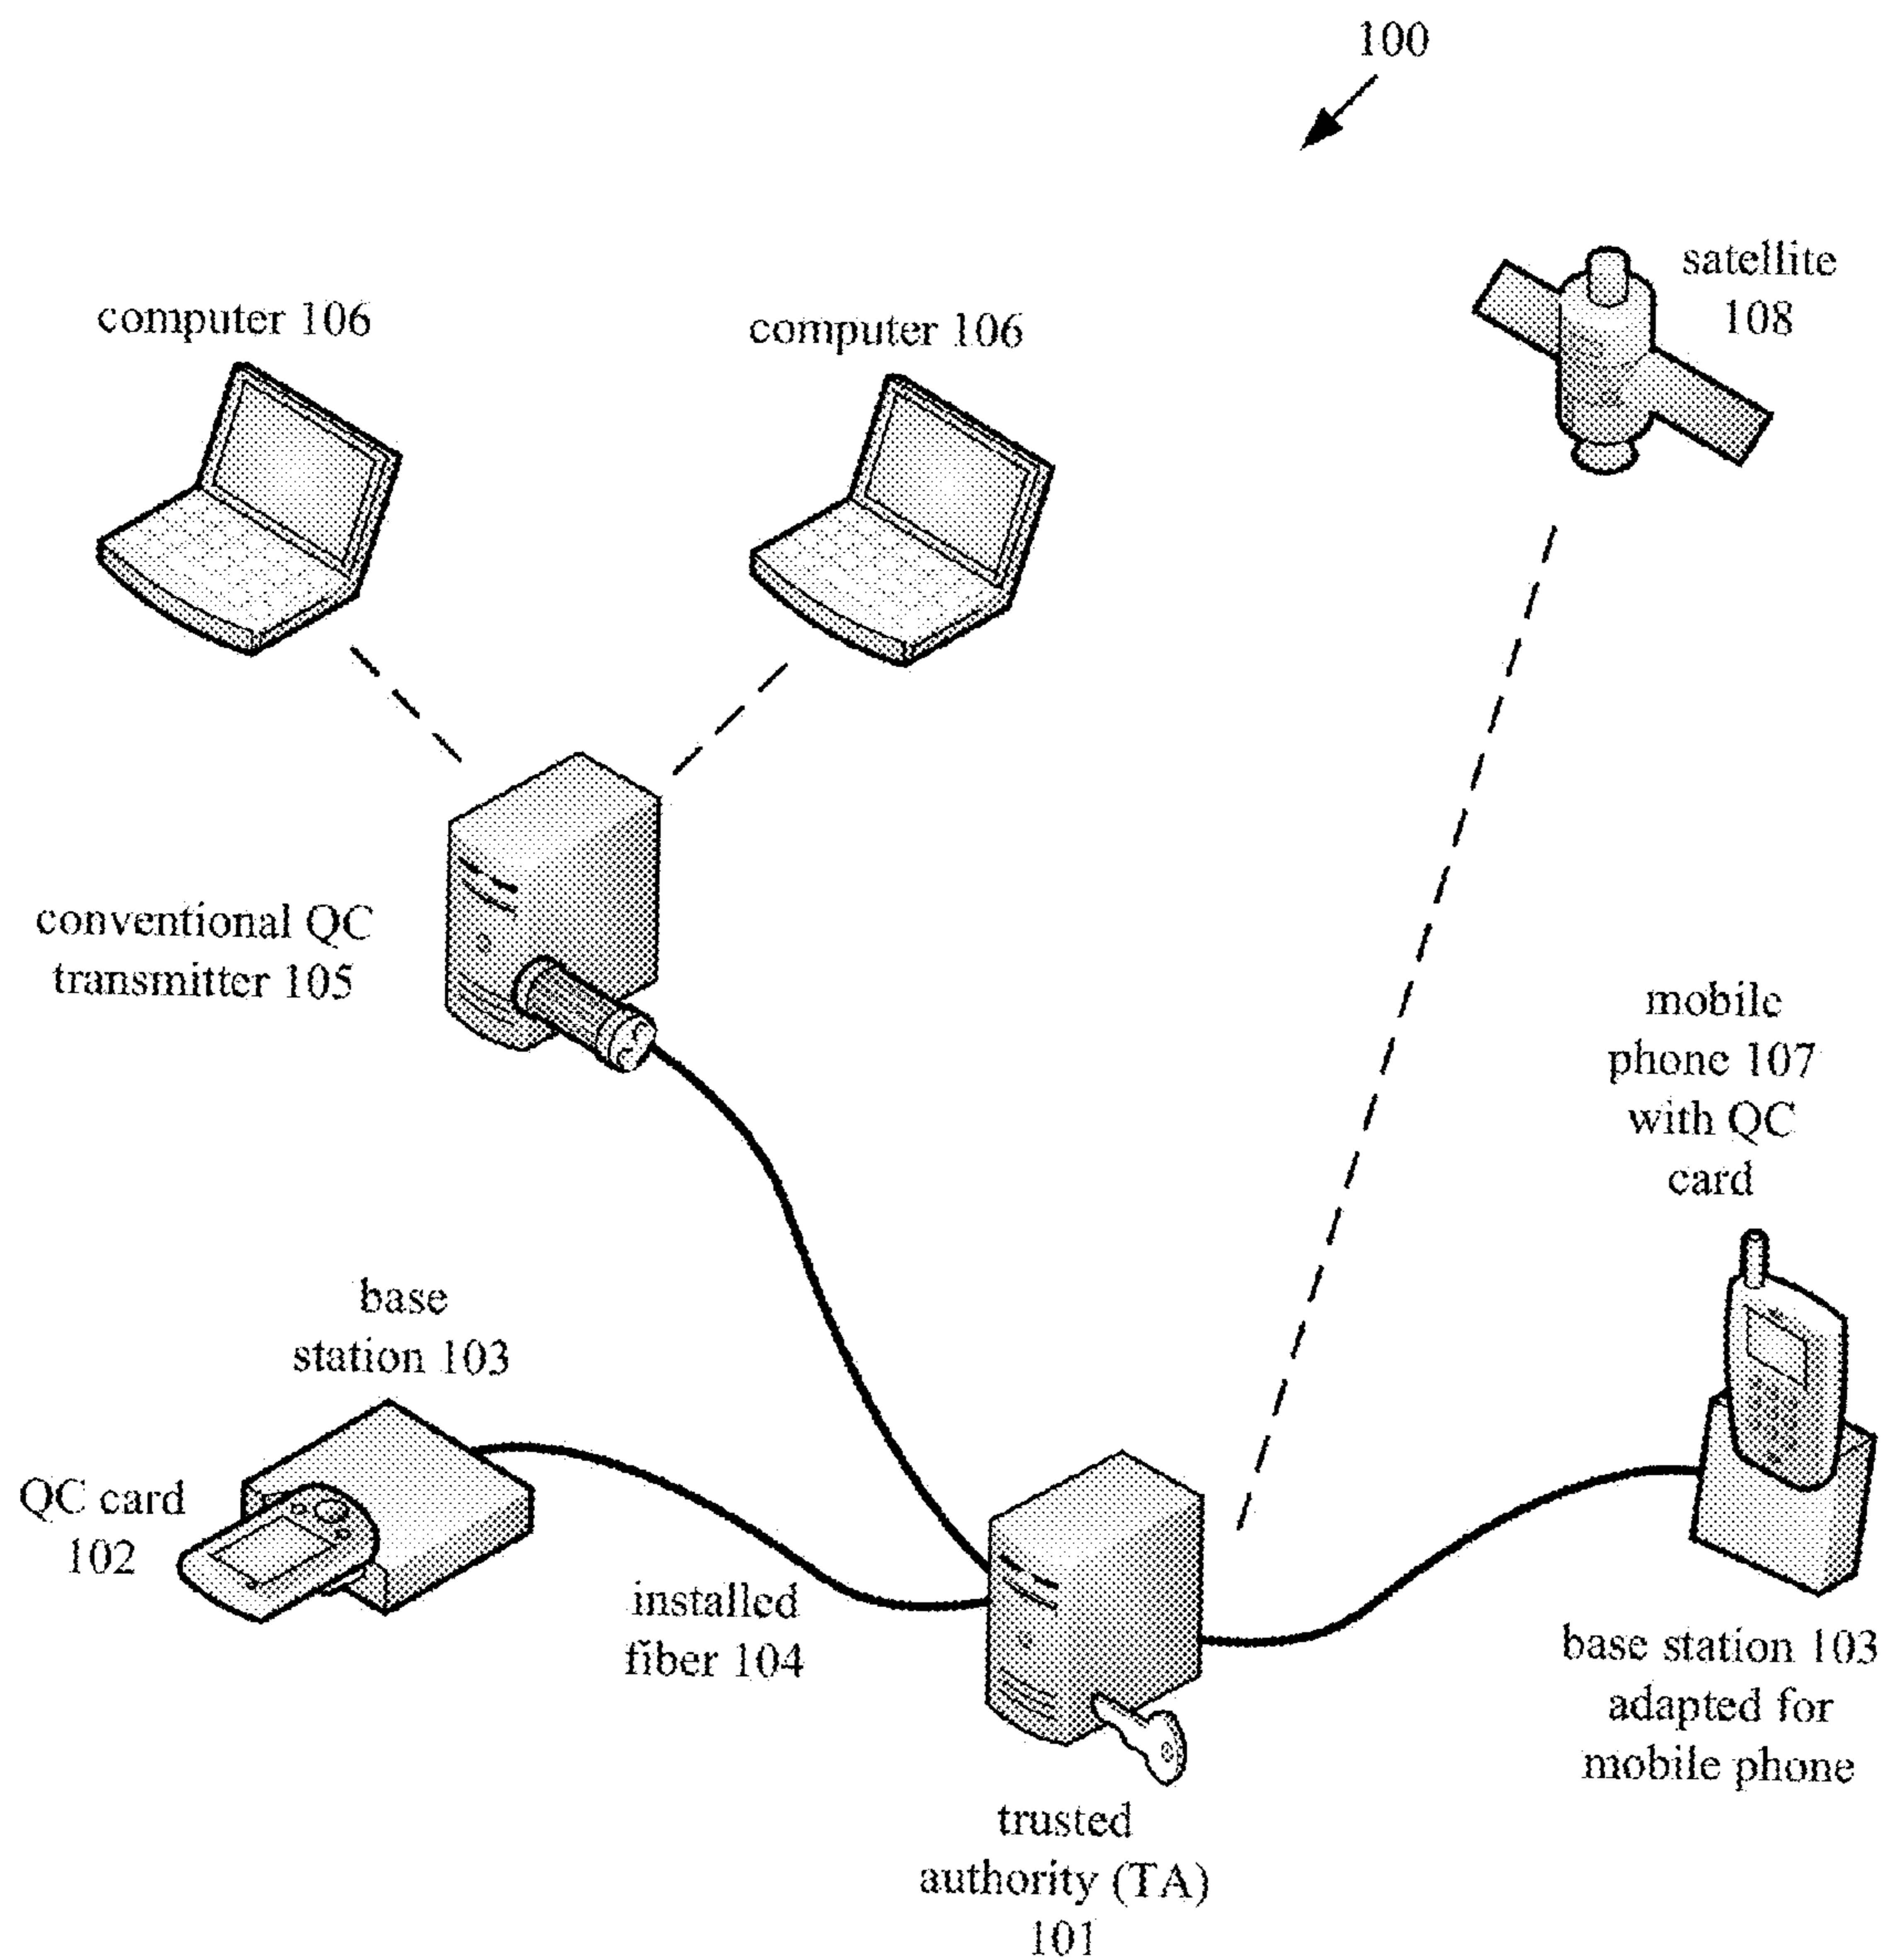 100
satellite
108
computer 106
computer 106
conventional QC
transmitter 105
mobile
phone 107
with QC
card
base
station 103
QC card
102
installed
fiber 104
base station 103
adapted for
mobile phone
trusted
authority (TA)
101